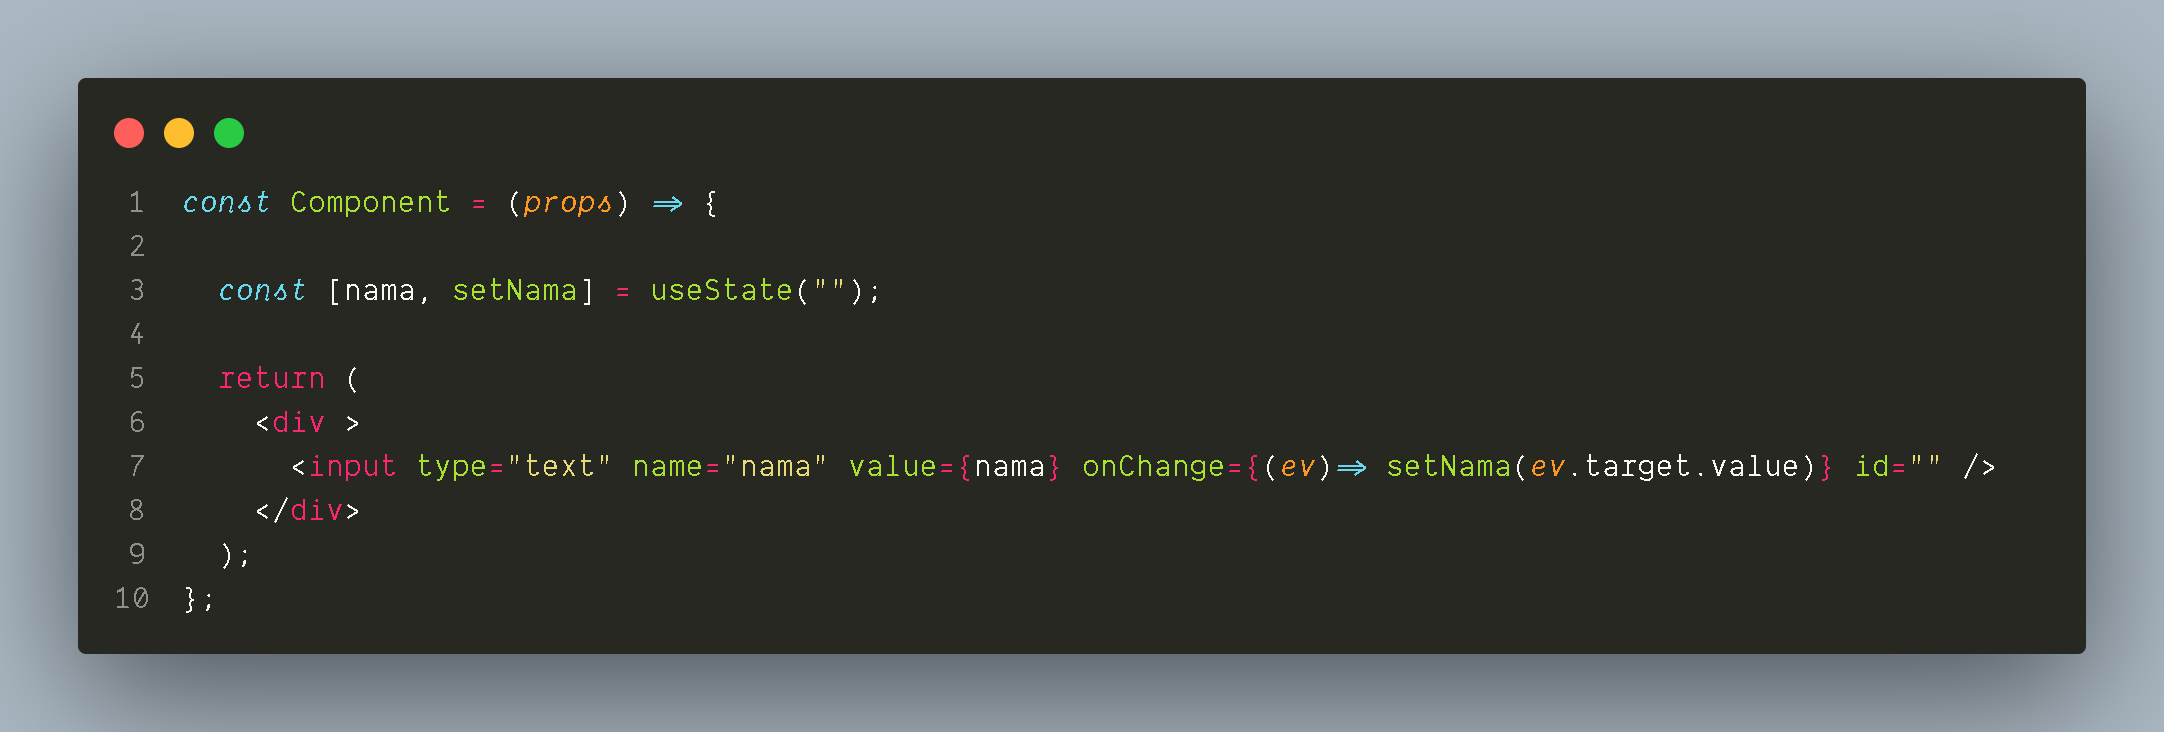 1 const Component = (props) => {
2
3 const [nama, setNama] = useState("");
4
5 return (
6 <div >
7 <input type="text" name="nama" value={nama} onChange={(ev)=> setNama(ev.target.value)} id="" />
8 </div>
9 );
10 };